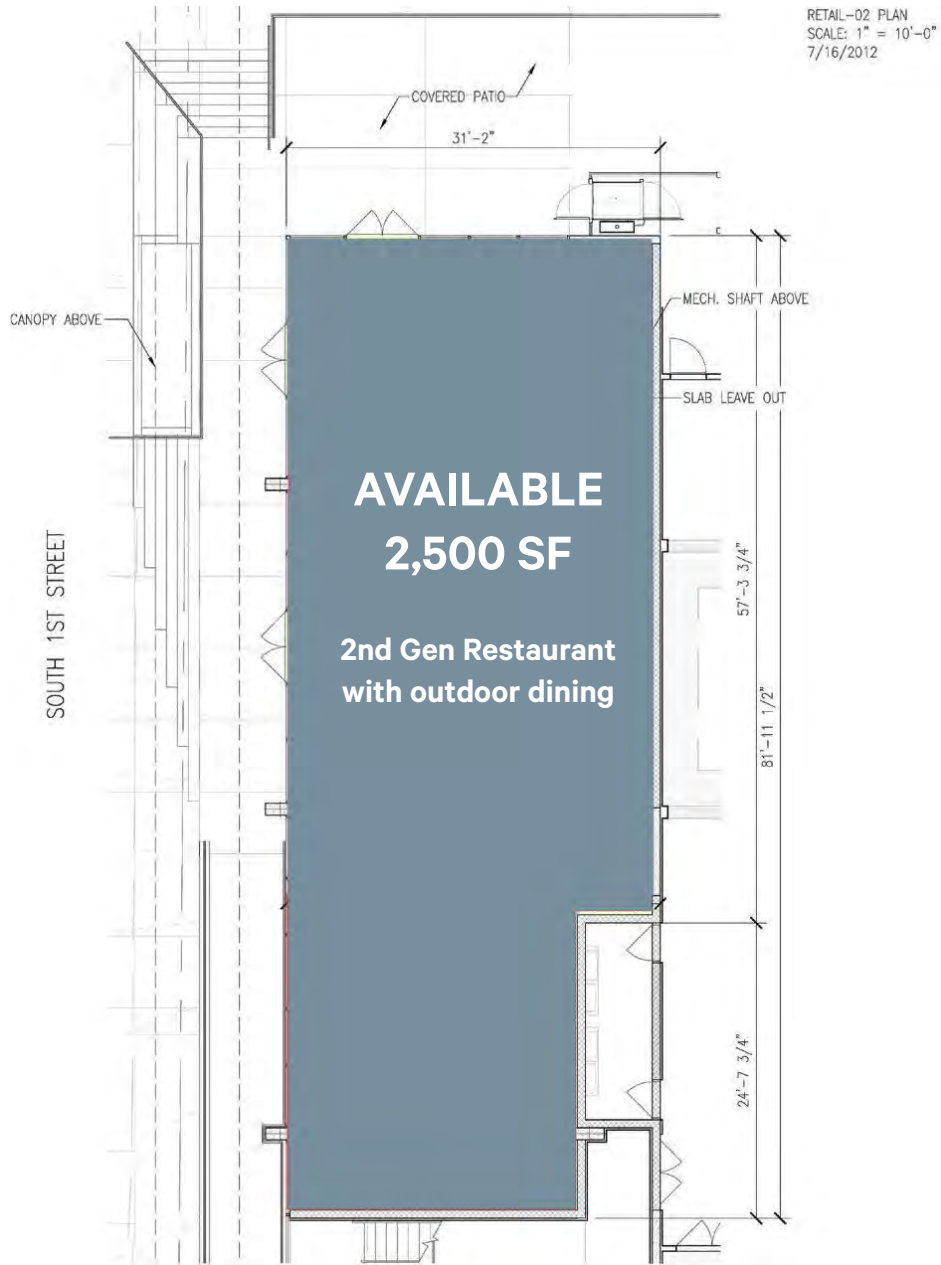 RETAIL-02 PLAN
SCALE: 1" = 10'-0"
7/16/2012
COVERED PATIO
31'-2"
CANOPY ABOVE
MECH. SHAFT ABOVE
SLAB LEAVE OUT
AVAILABLE
2,500 SF
2nd Gen Restaurant
with outdoor dining
SOUTH 1ST STREET
57'-3 3/4"
81'-11 1/2"
24'-7 3/4"